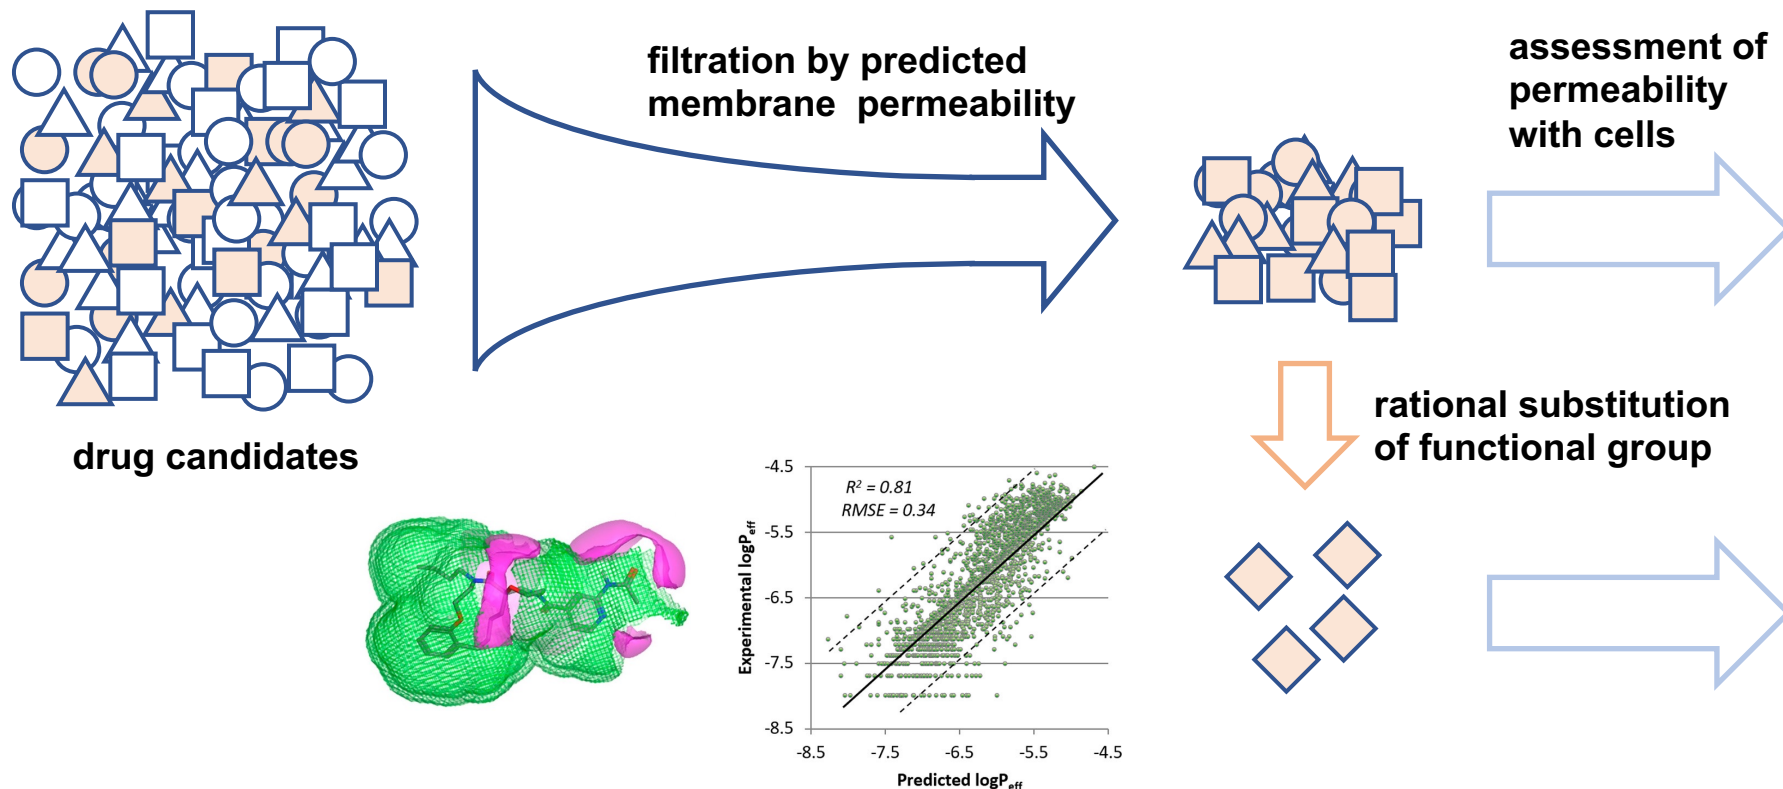 filtration by predicted
membrane permeability
assessment of
permeability
with cells
drug candidates
rational substitution
of functional group
R² = 0.81
RMSE = 0.34
Experimental logPeff
-4.5
-5.5
-6.5
-7.5
-8.5
-8.5 -7.5 -6.5 -5.5 -4.5
Predicted logPeff